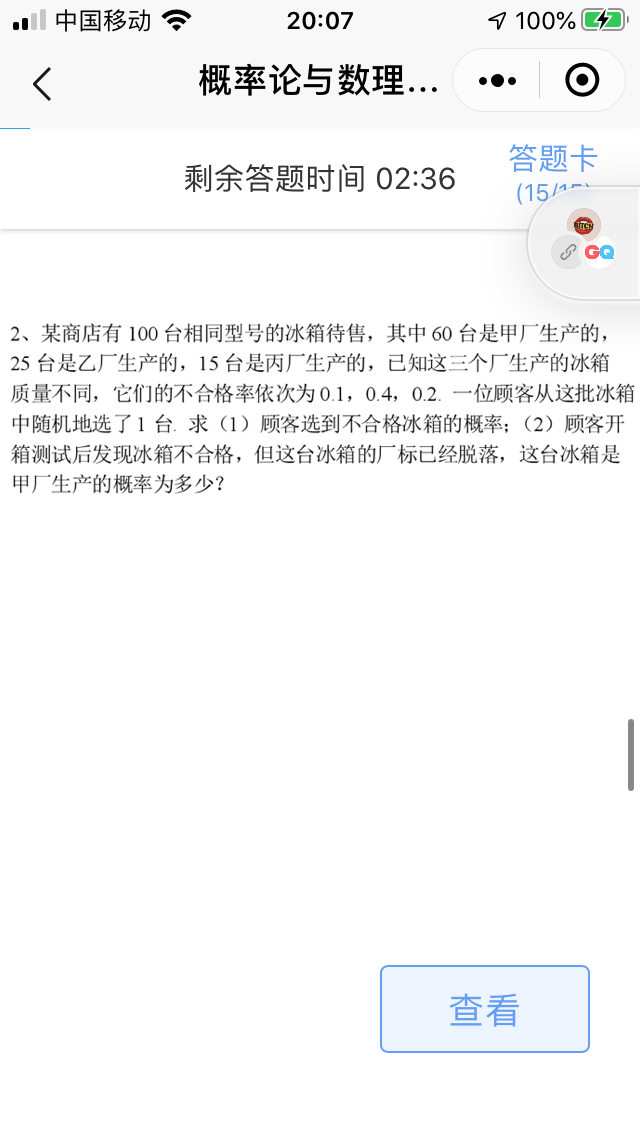 中国移动 20:07 100%
概率论与数理...
剩余答题时间 02:36
答题卡
(15/15)
GQ
2、某商店有 100 台相同型号的冰箱待售，其中 60 台是甲厂生产的，
25 台是乙厂生产的，15 台是丙厂生产的，已知这三个厂生产的冰箱
质量不同，它们的不合格率依次为 0.1，0.4，0.2. 一位顾客从这批冰箱
中随机地选了 1 台. 求（1）顾客选到不合格冰箱的概率；（2）顾客开
箱测试后发现冰箱不合格，但这台冰箱的厂标已经脱落，这台冰箱是
甲厂生产的概率为多少？
查看